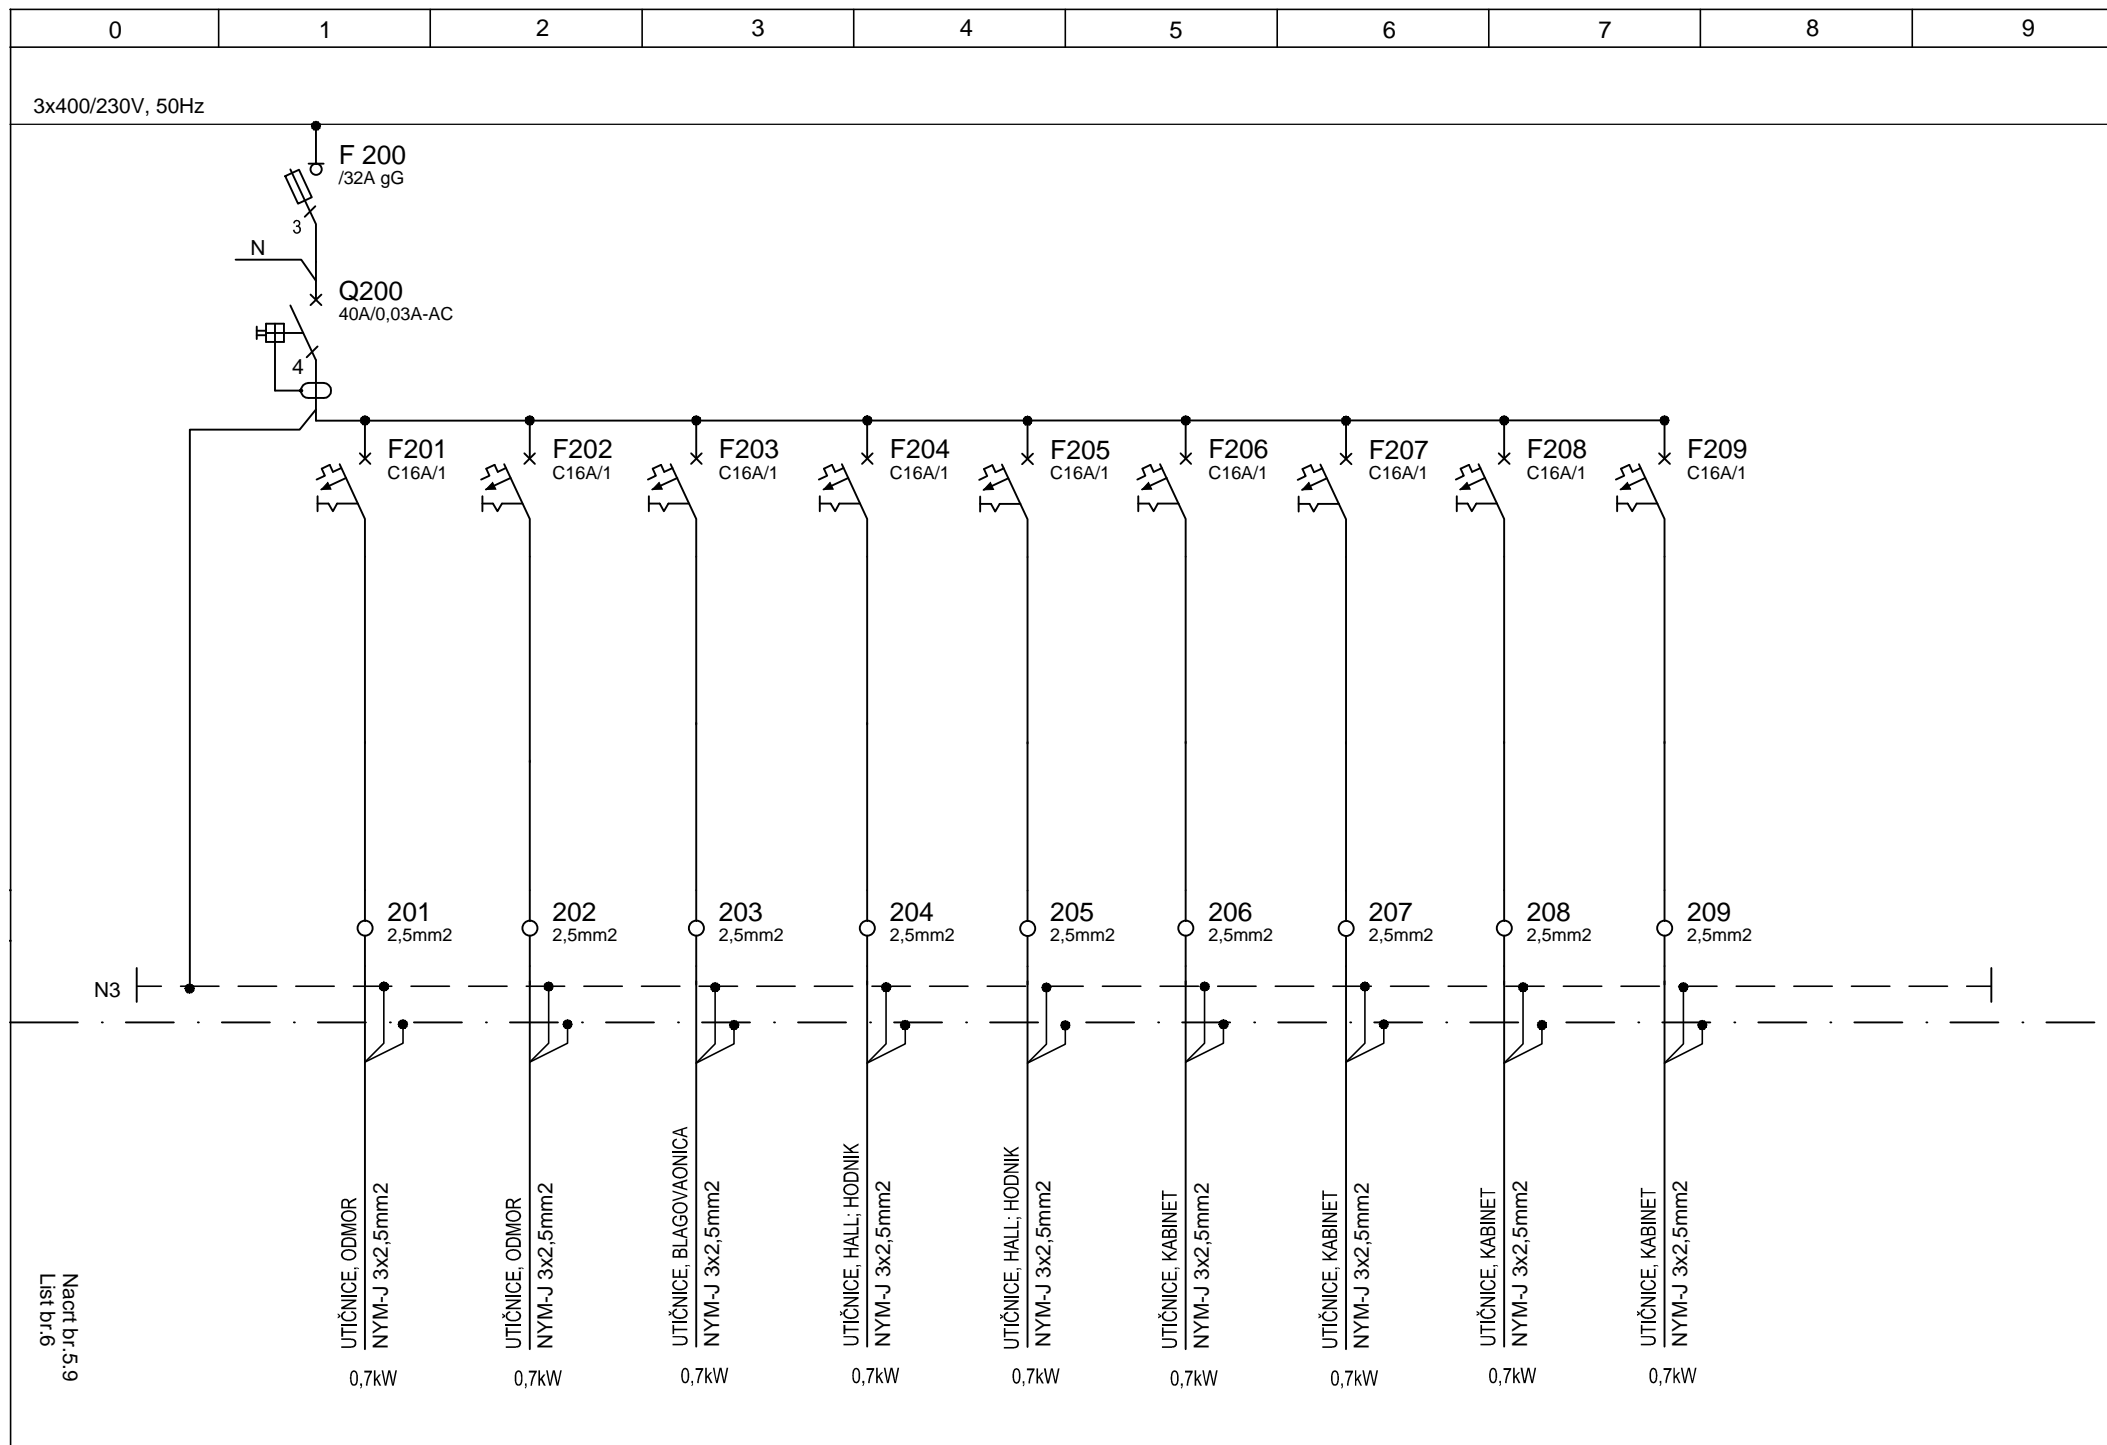 0 1 2 3 4 5 6 7 8 9
3x400/230V, 50Hz
F 200
/32A gG
3
N
Q200
40A/0,03A-AC
4
F201 F202 F203 F204 F205 F206 F207 F208 F209
C16A/1 C16A/1 C16A/1 C16A/1 C16A/1 C16A/1 C16A/1 C16A/1 C16A/1
201 202 203 204 205 206 207 208 209
2,5mm2 2,5mm2 2,5mm2 2,5mm2 2,5mm2 2,5mm2 2,5mm2 2,5mm2 2,5mm2
N3
UTIČNICE, ODMOR
NYM-J 3x2,5mm2
UTIČNICE, ODMOR
NYM-J 3x2,5mm2
UTIČNICE, BLAGOVAONICA
NYM-J 3x2,5mm2
UTIČNICE, HALL; HODNIK
NYM-J 3x2,5mm2
UTIČNICE, HALL; HODNIK
NYM-J 3x2,5mm2
UTIČNICE, KABINET
NYM-J 3x2,5mm2
UTIČNICE, KABINET
NYM-J 3x2,5mm2
UTIČNICE, KABINET
NYM-J 3x2,5mm2
UTIČNICE, KABINET
NYM-J 3x2,5mm2
0,7kW 0,7kW 0,7kW 0,7kW 0,7kW 0,7kW 0,7kW 0,7kW 0,7kW
Nacrt br.5.9
List br.6